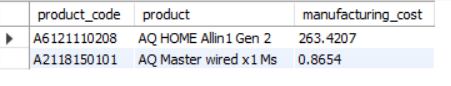 product_code product manufacturing_cost
A6121110208 AQ HOME Allin1 Gen 2 263.4207
A2118150101 AQ Master wired x1 Ms 0.8654